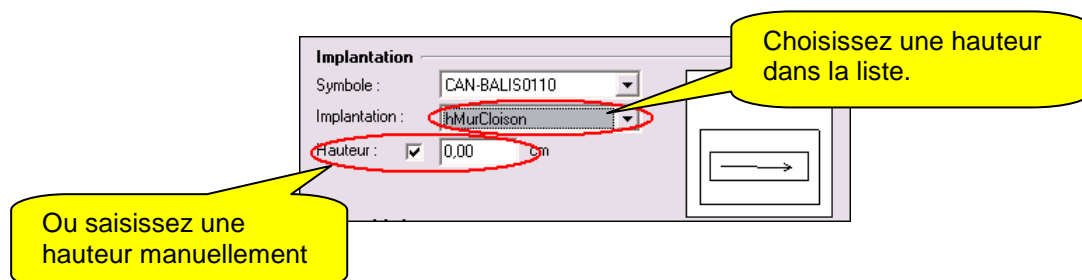 Choisissez une hauteur
dans la liste.
Implantation
Symbole : CAN-BALIS0110
Implantation : hMurCloison
Hauteur : 0,00 cm
Ou saisissez une
hauteur manuellement